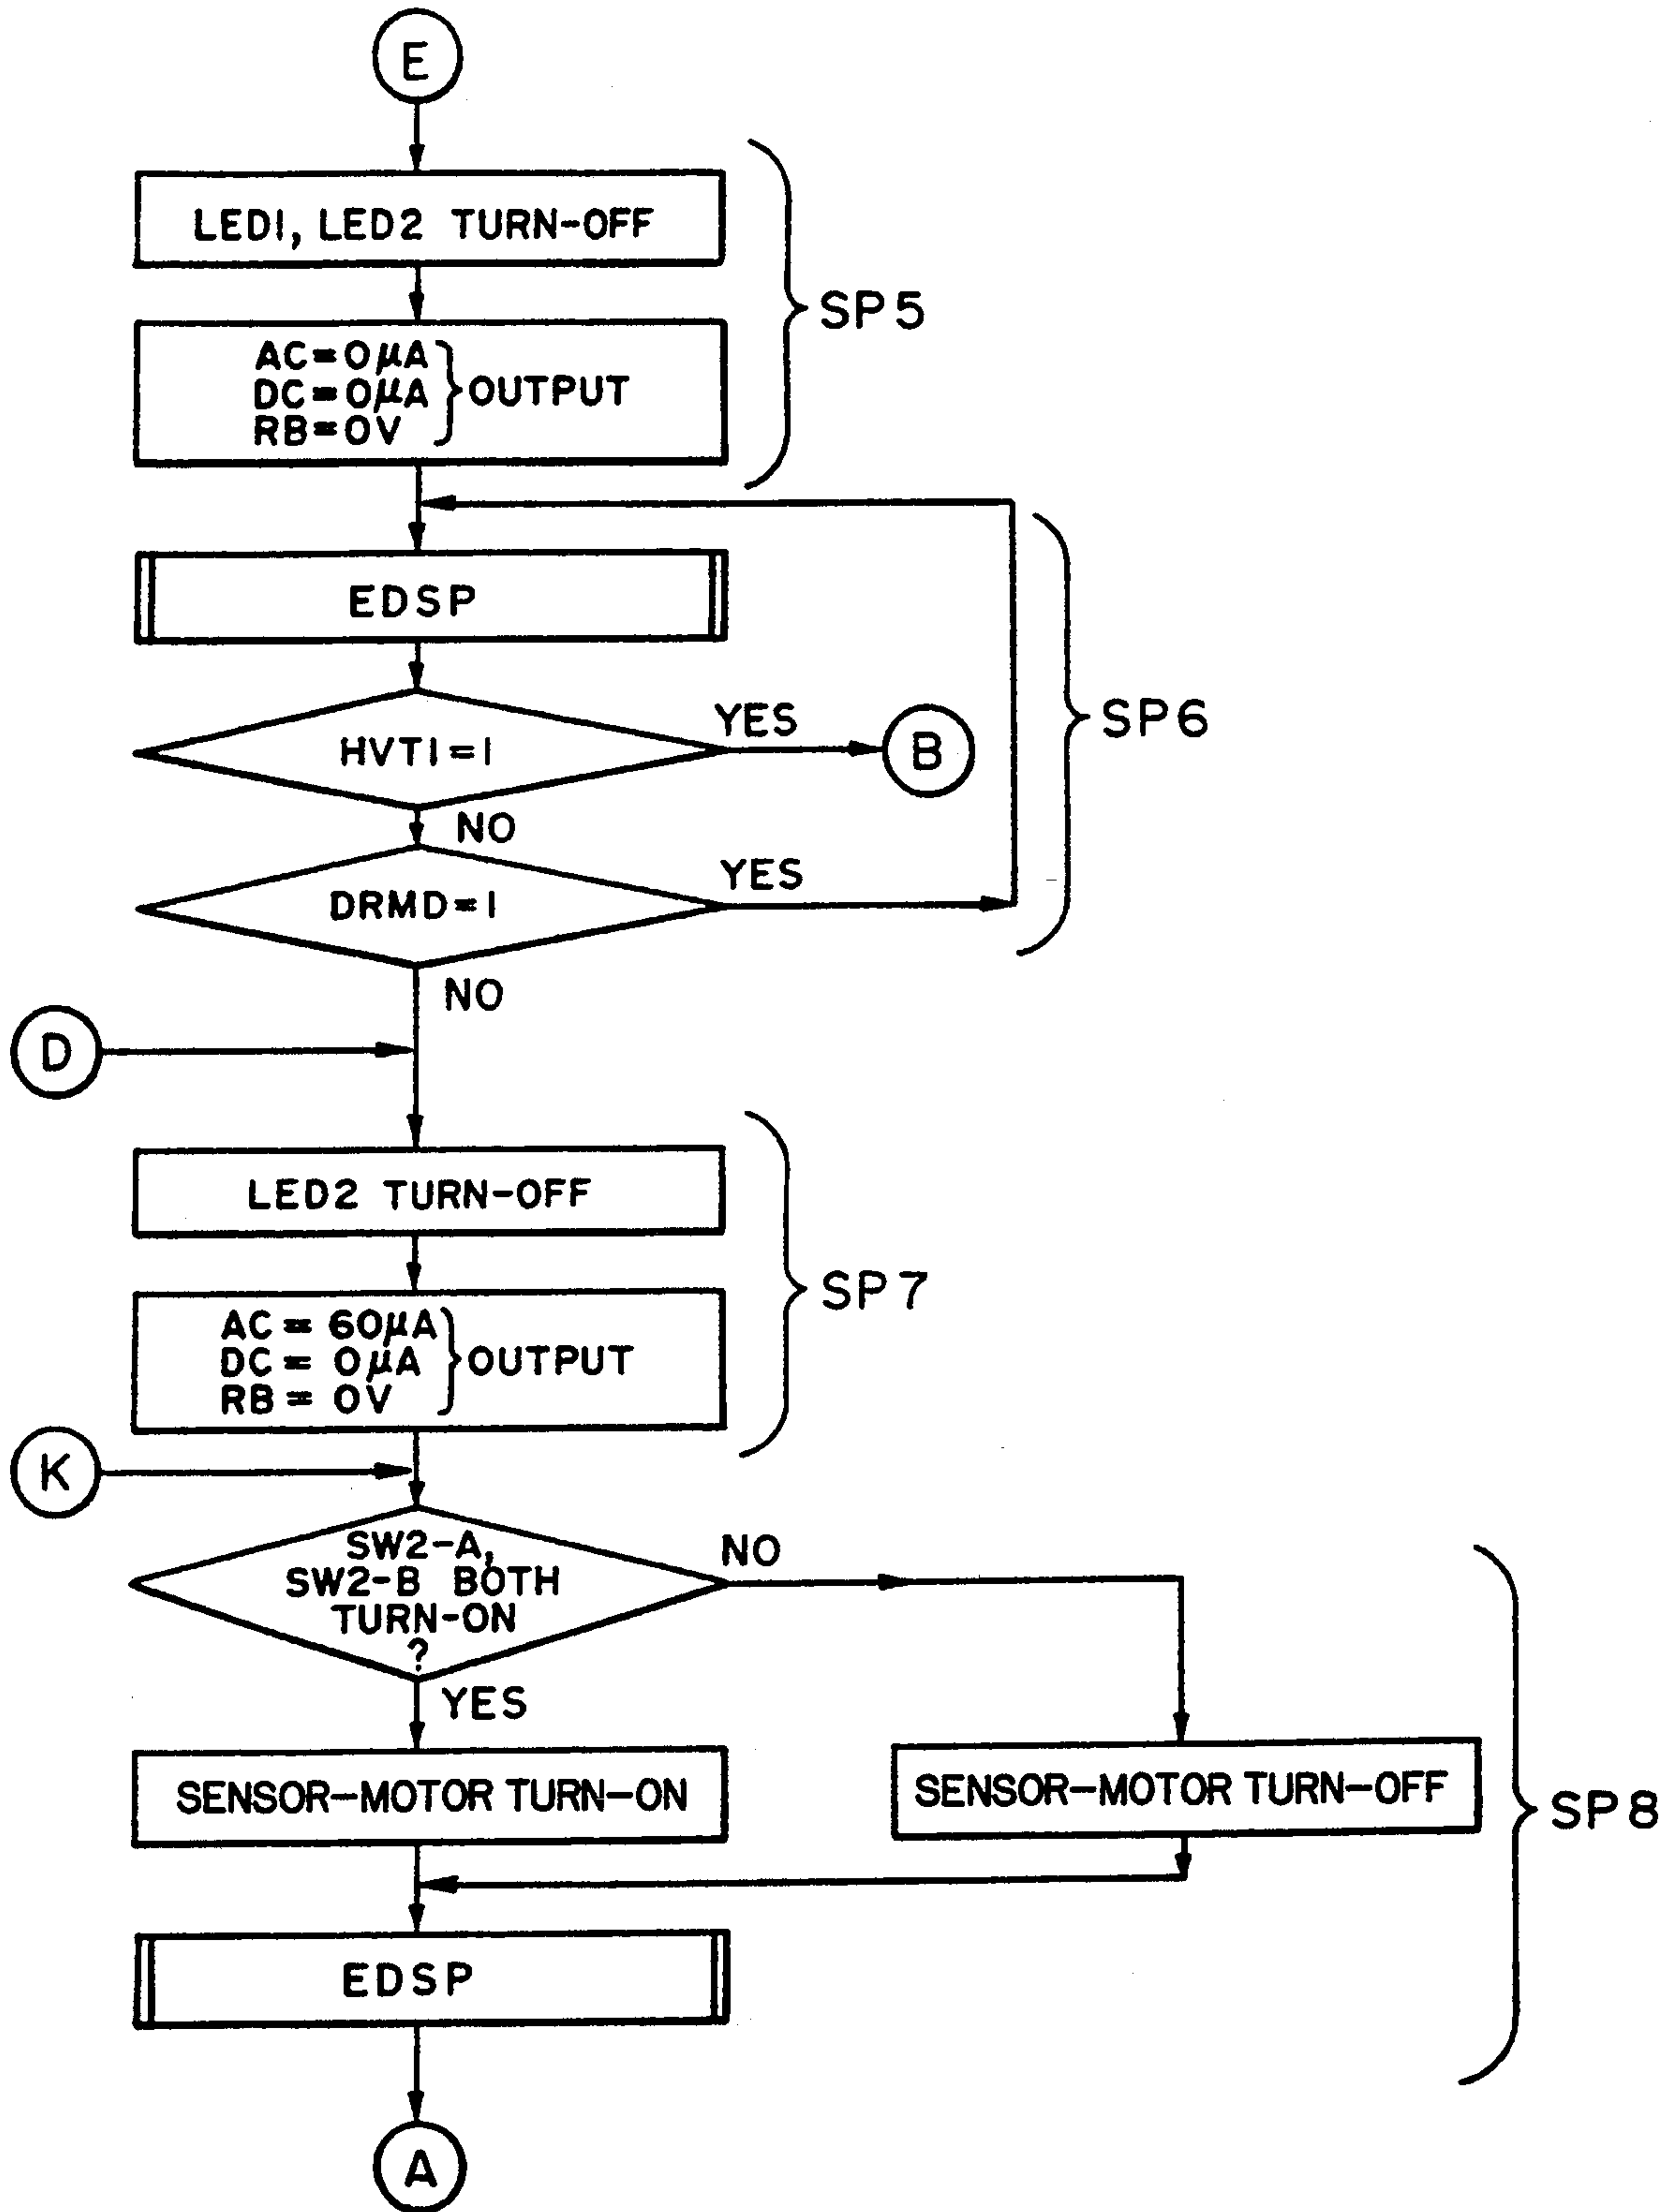 E
LED1, LED2 TURN-OFF
SP5
AC=0μA
DC=0μA
RB=0V
OUTPUT
EDSP
HVT1=1
YES
B
SP6
NO
DRMD=1
YES
NO
D
LED2 TURN-OFF
SP7
AC=60μA
DC=0μA
RB=0V
OUTPUT
K
SW2-A,
SW2-B BOTH
TURN-ON
?
NO
YES
SENSOR-MOTOR TURN-ON
SENSOR-MOTOR TURN-OFF
SP8
EDSP
A